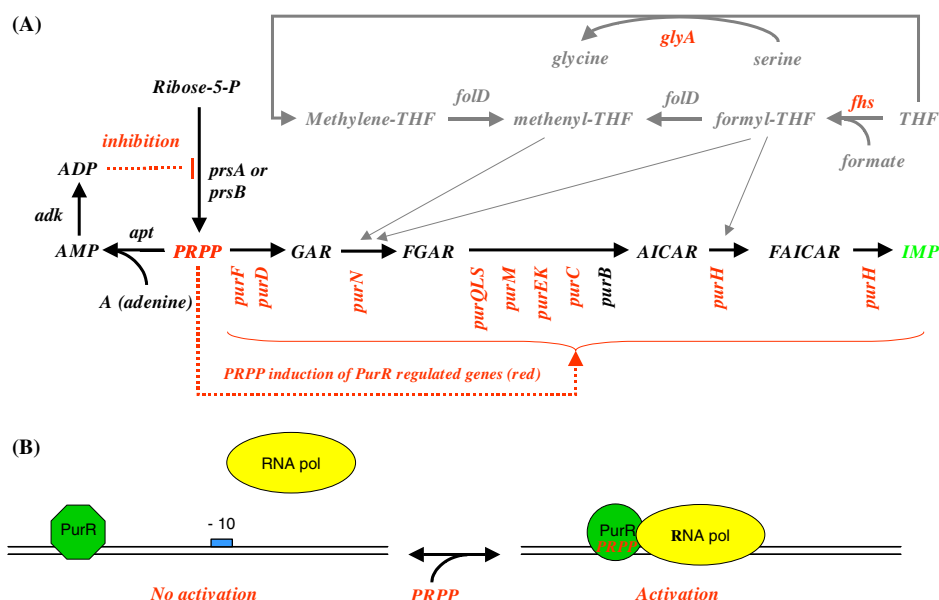 (A)
glyA
glycine
serine
Ribose-5-P
folD
folD
fhs
Methylene-THF
methenyl-THF
formyl-THF
THF
inhibition
formate
ADP
prsA or
prsB
adk
apt
AMP
PRPP
GAR
FGAR
AICAR
FAICAR
IMP
A (adenine)
purF
purD
purN
purQLS
purM
purEK
purC
purB
purH
purH
PRPP induction of PurR regulated genes (red)
(B)
RNA pol
PurR
- 10
PurR
PRPP
RNA pol
No activation
PRPP
Activation